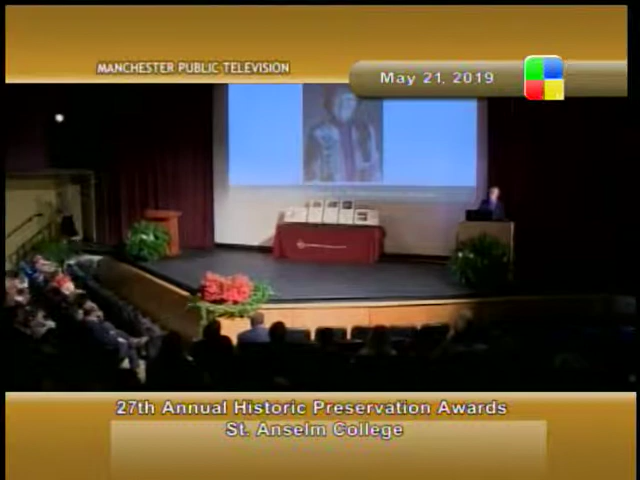 MANCHESTER PUBLIC TELEVISION
May 21, 2019
27th Annual Historic Preservation Awards
St. Anselm College